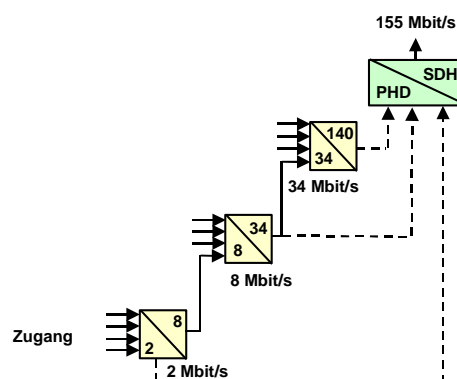 155 Mbit/s
SDH
PHD
140
34
34 Mbit/s
34
8
8 Mbit/s
8
Zugang
2
2 Mbit/s